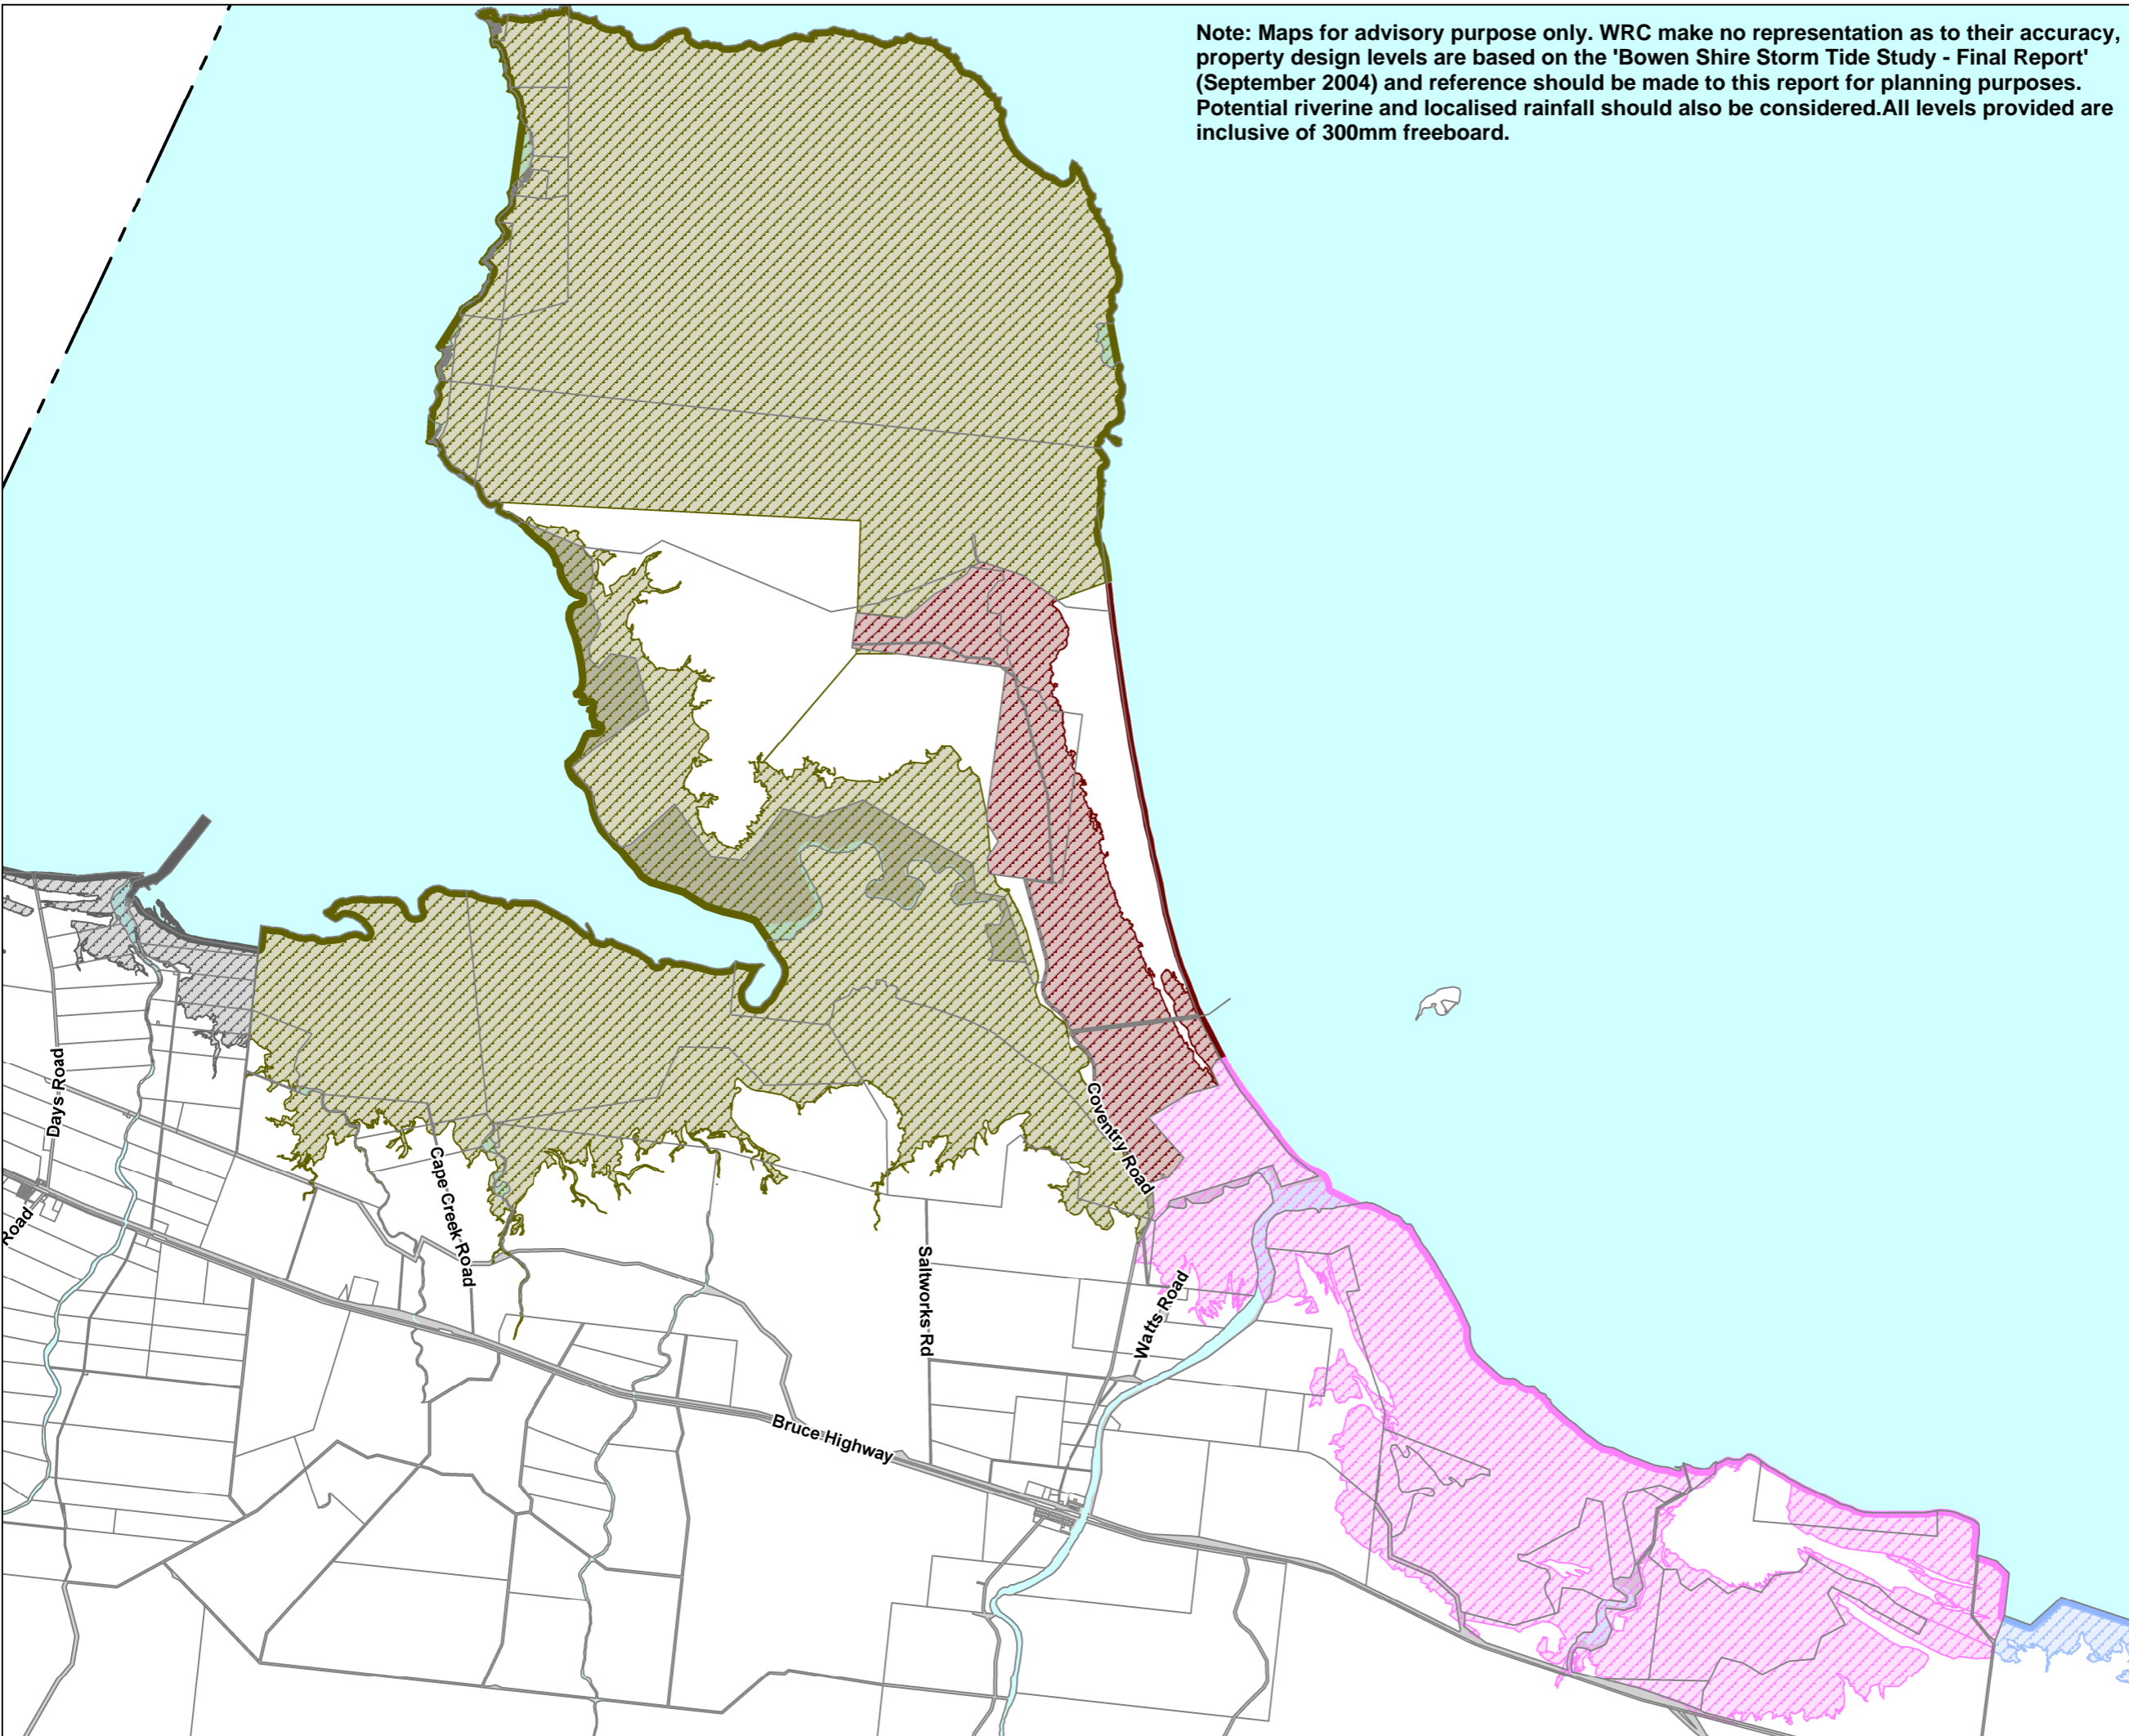 Note: Maps for advisory purpose only. WRC make no representation as to their accuracy,
property design levels are based on the 'Bowen Shire Storm Tide Study - Final Report'
(September 2004) and reference should be made to this report for planning purposes.
Potential riverine and localised rainfall should also be considered.All levels provided are
inclusive of 300mm freeboard.
Days Road
Coventry Road
Cape Creek Road
Road
Saltworks Rd
Watts Road
Bruce Highway